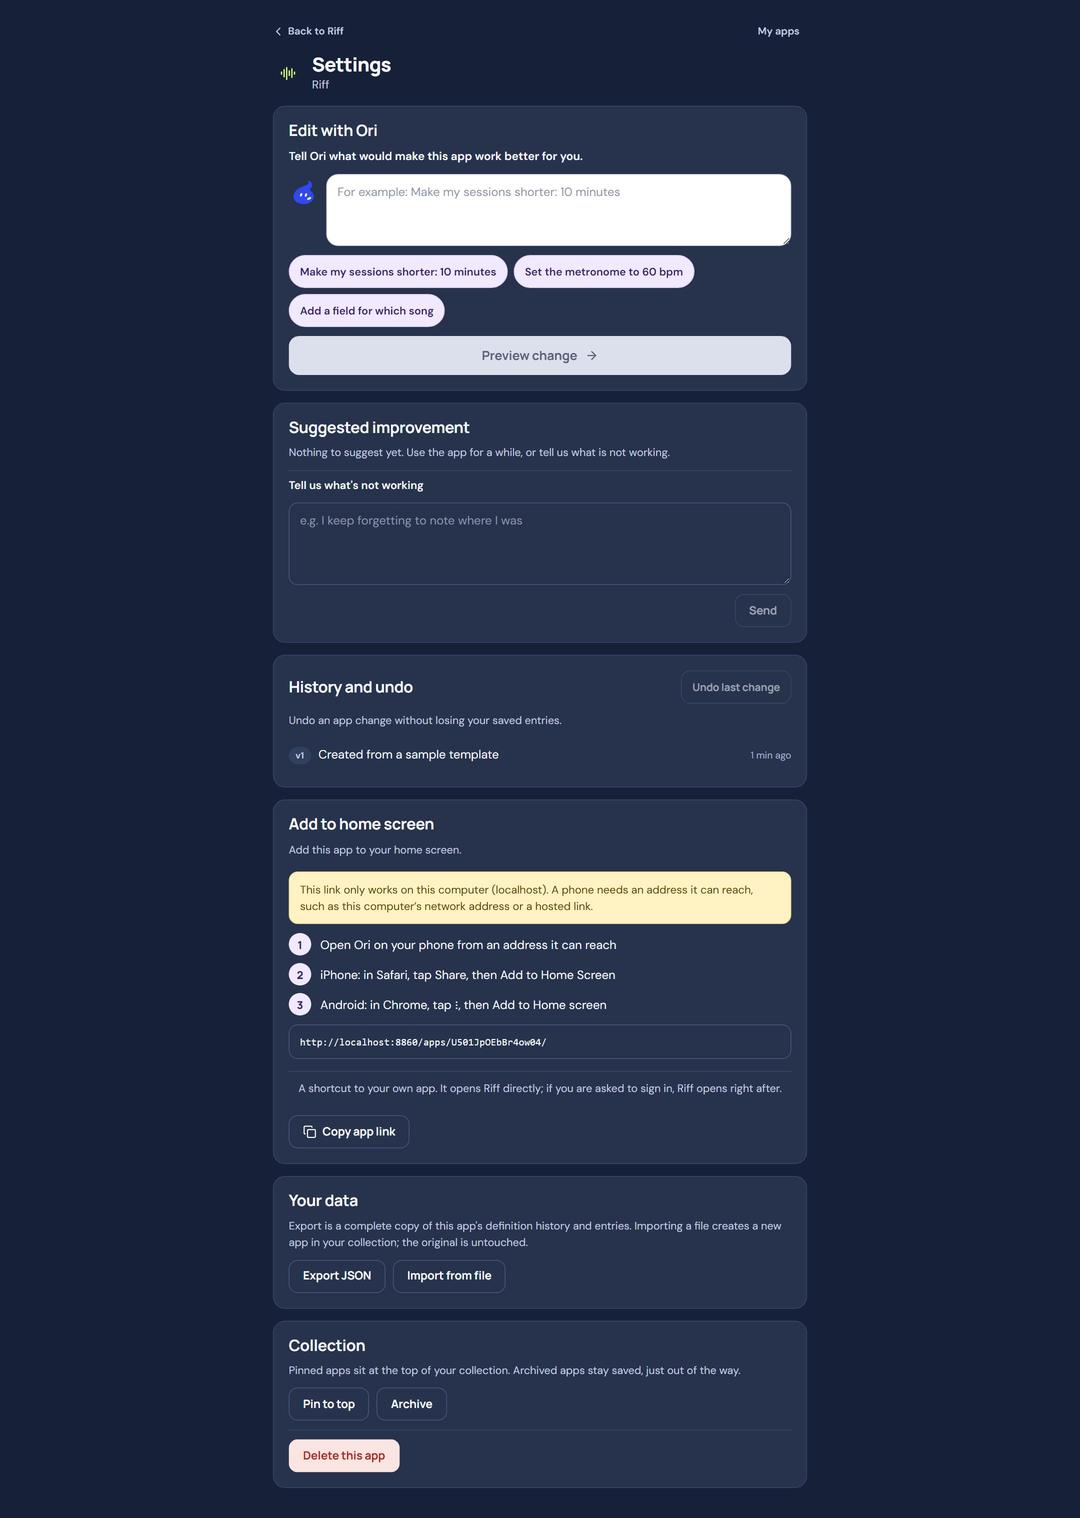 Back to Riff
My apps
Settings
Riff
Edit with Ori
Tell Ori what would make this app work better for you.
For example: Make my sessions shorter: 10 minutes
Make my sessions shorter: 10 minutes
Set the metronome to 60 bpm
Add a field for which song
Preview change →
Suggested improvement
Nothing to suggest yet. Use the app for a while, or tell us what is not working.
Tell us what's not working
e.g. I keep forgetting to note where I was
Send
History and undo
Undo last change
Undo an app change without losing your saved entries.
v1 Created from a sample template
1 min ago
Add to home screen
Add this app to your home screen.
This link only works on this computer (localhost). A phone needs an address it can reach,
such as this computer's network address or a hosted link.
1 Open Ori on your phone from an address it can reach
2 iPhone: in Safari, tap Share, then Add to Home Screen
3 Android: in Chrome, tap ⋮, then Add to Home screen
http://localhost:8860/apps/U501JpOEbBr4ow04/
A shortcut to your own app. It opens Riff directly; if you are asked to sign in, Riff opens right after.
Copy app link
Your data
Export is a complete copy of this app's definition history and entries. Importing a file creates a new
app in your collection; the original is untouched.
Export JSON
Import from file
Collection
Pinned apps sit at the top of your collection. Archived apps stay saved, just out of the way.
Pin to top
Archive
Delete this app